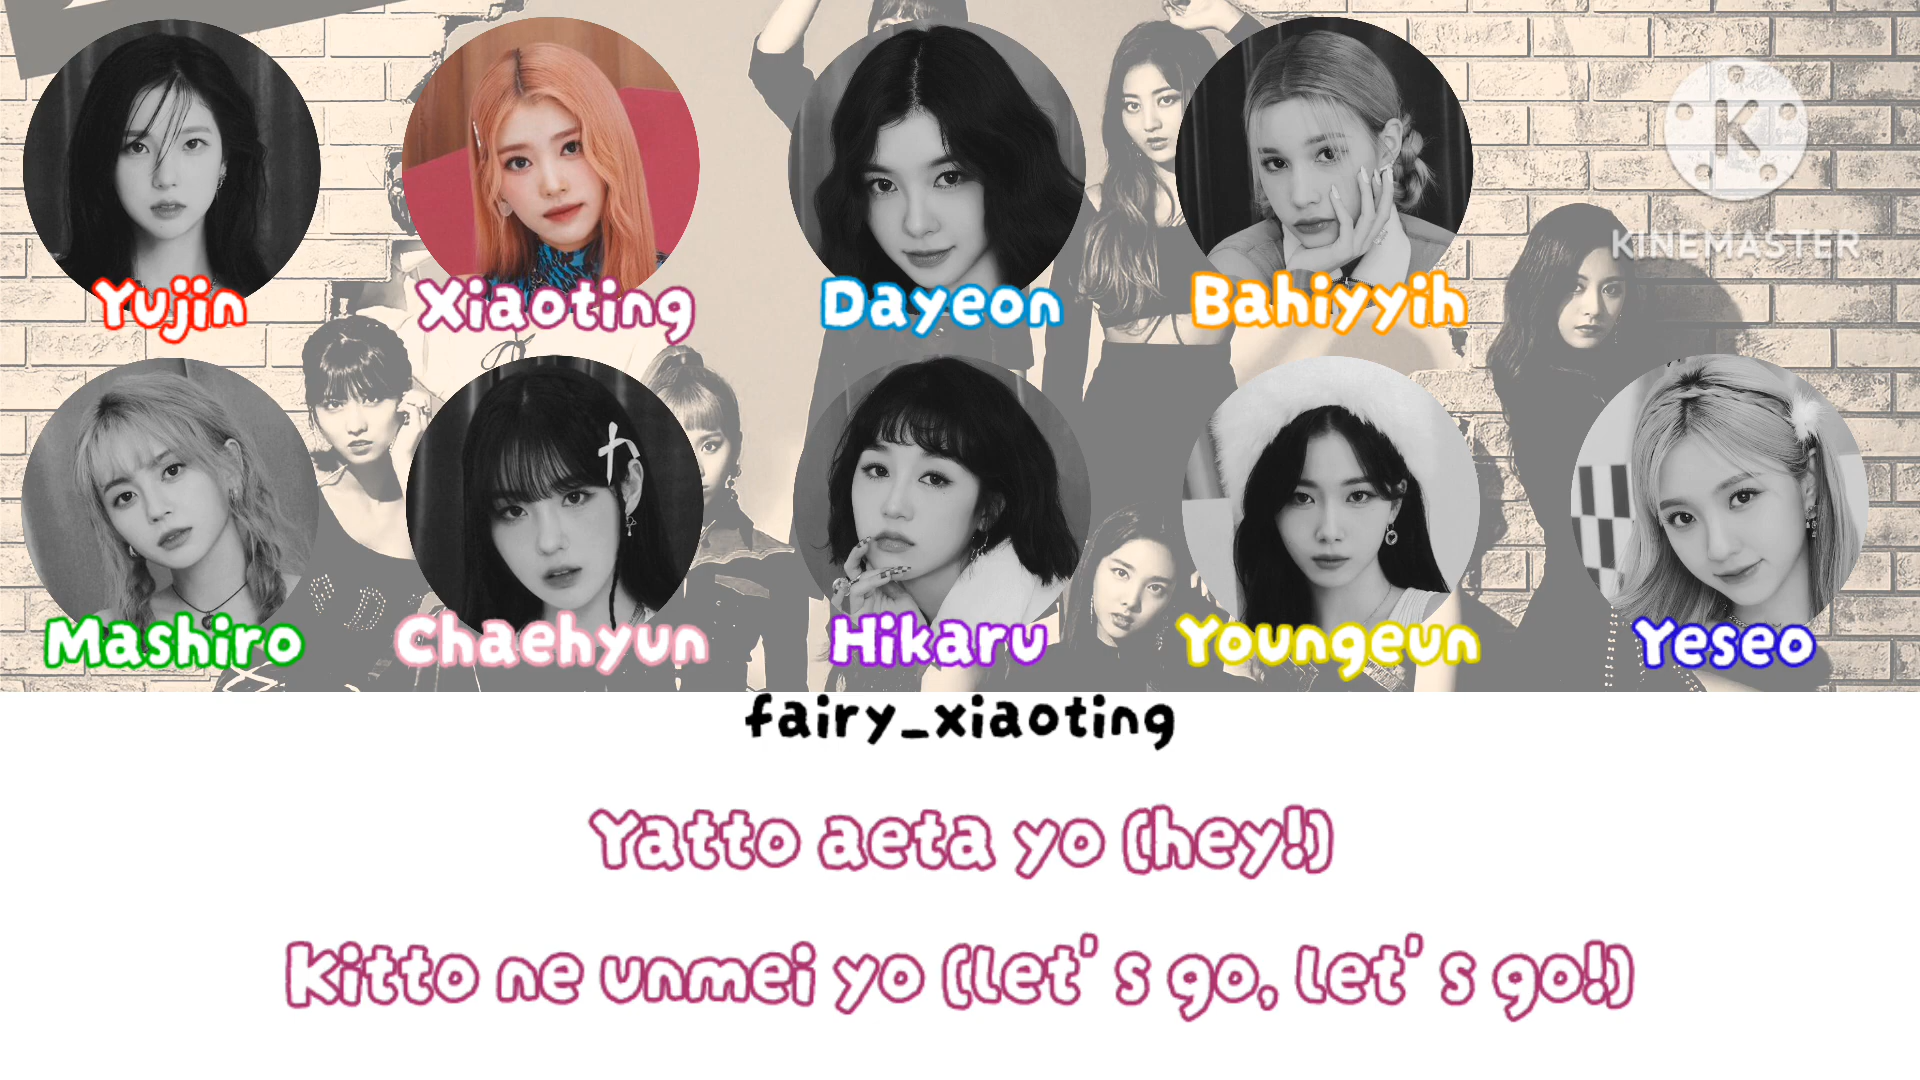 K
KINEMASTER
Yujin
Xiaoting
Dayeon
Bahiyyih
Mashiro
Chaehyun
Hikaru
Youngeun
Yeseo
fairy_xiaoting
Yatto aeta yo (hey!)
Kitto ne unmei yo (let's go, let's go!)